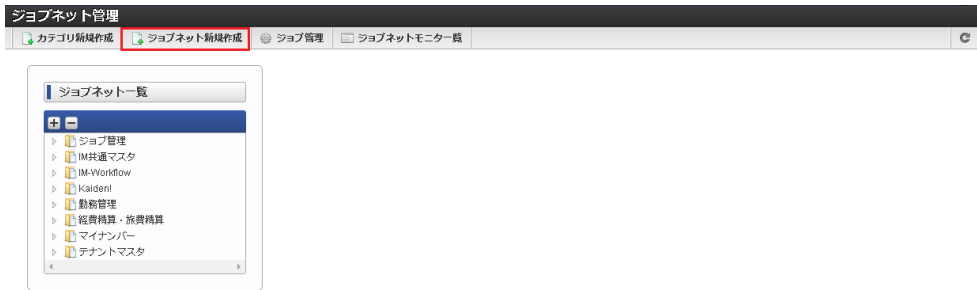 ジョブネット管理
カテゴリ新規作成 ジョブネット新規作成 ジョブ管理 ジョブネットモニター覧
ジョブネット一覧
ジョブ管理
IM共通マスタ
IM-Workflow
Kaiden!
勤務管理
経費精算・旅費精算
マイナンバー
テナントマスタ